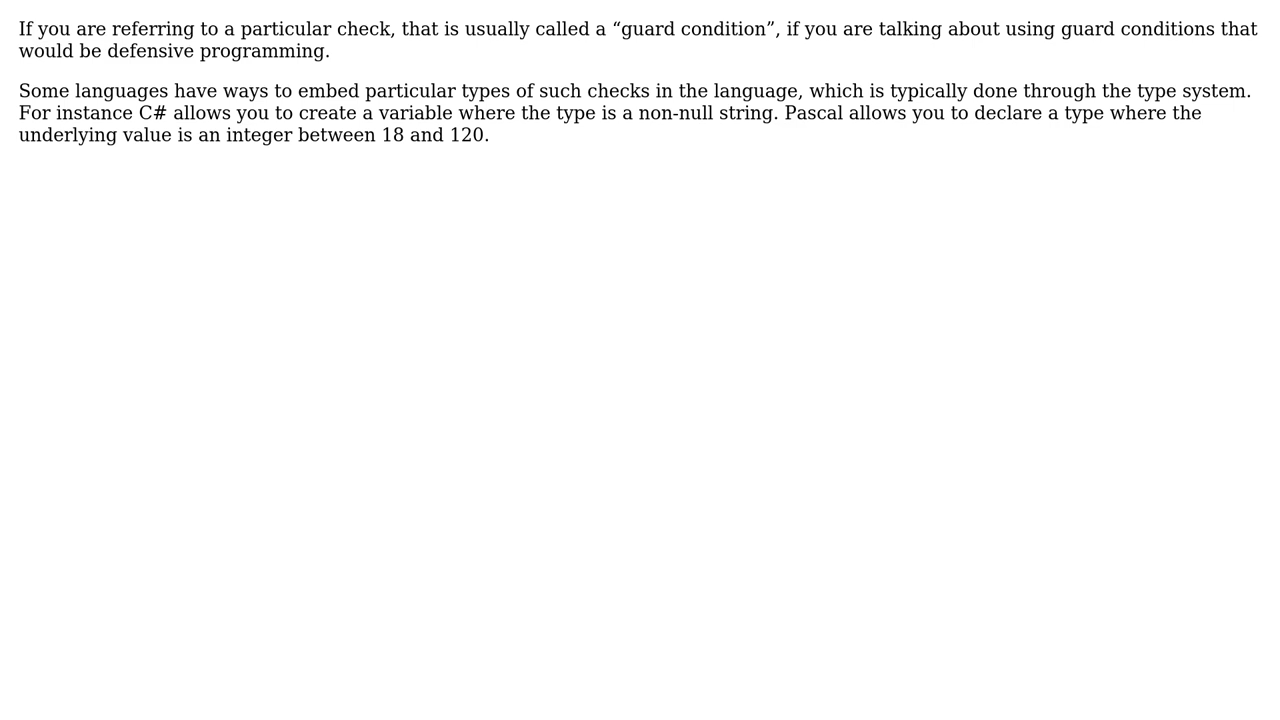 If you are referring to a particular check, that is usually called a “guard condition”, if you are talking about using guard conditions that
would be defensive programming.
Some languages have ways to embed particular types of such checks in the language, which is typically done through the type system.
For instance C# allows you to create a variable where the type is a non-null string. Pascal allows you to declare a type where the
underlying value is an integer between 18 and 120.